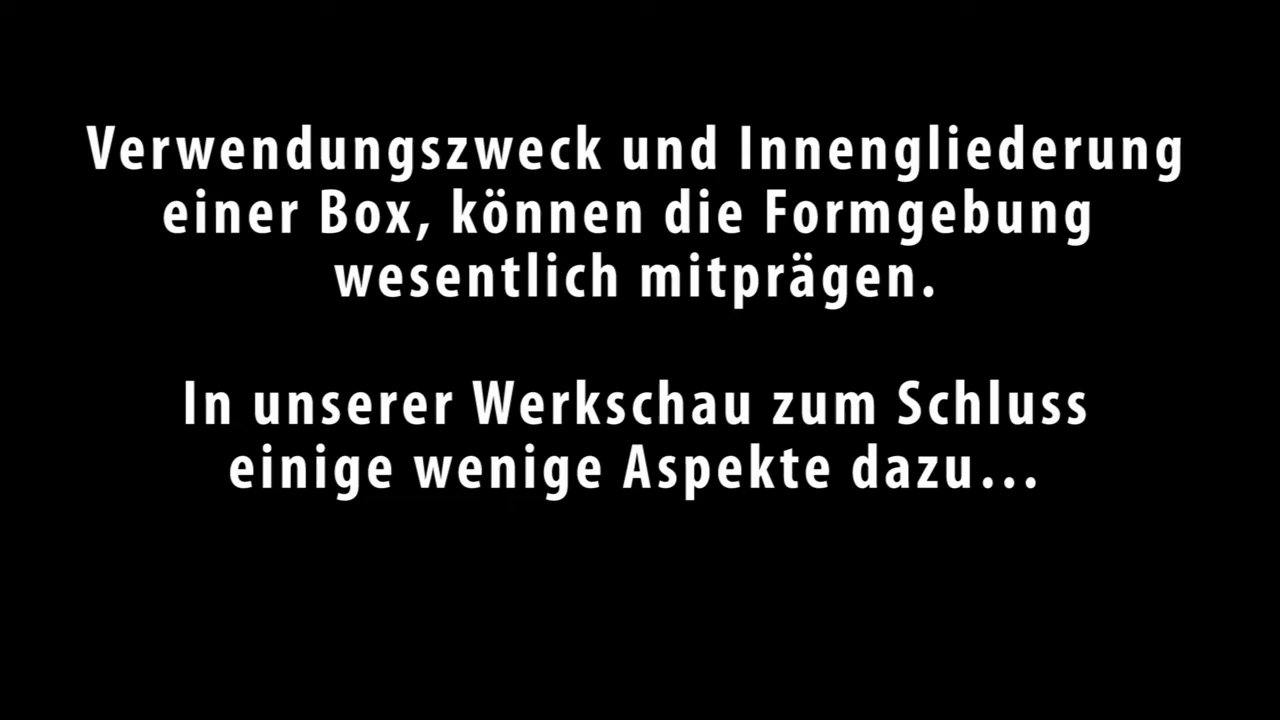 Verwendungszweck und Innengliederung
einer Box, können die Formgebung
wesentlich mitprägen.
In unserer Werkschau zum Schluss
einige wenige Aspekte dazu...